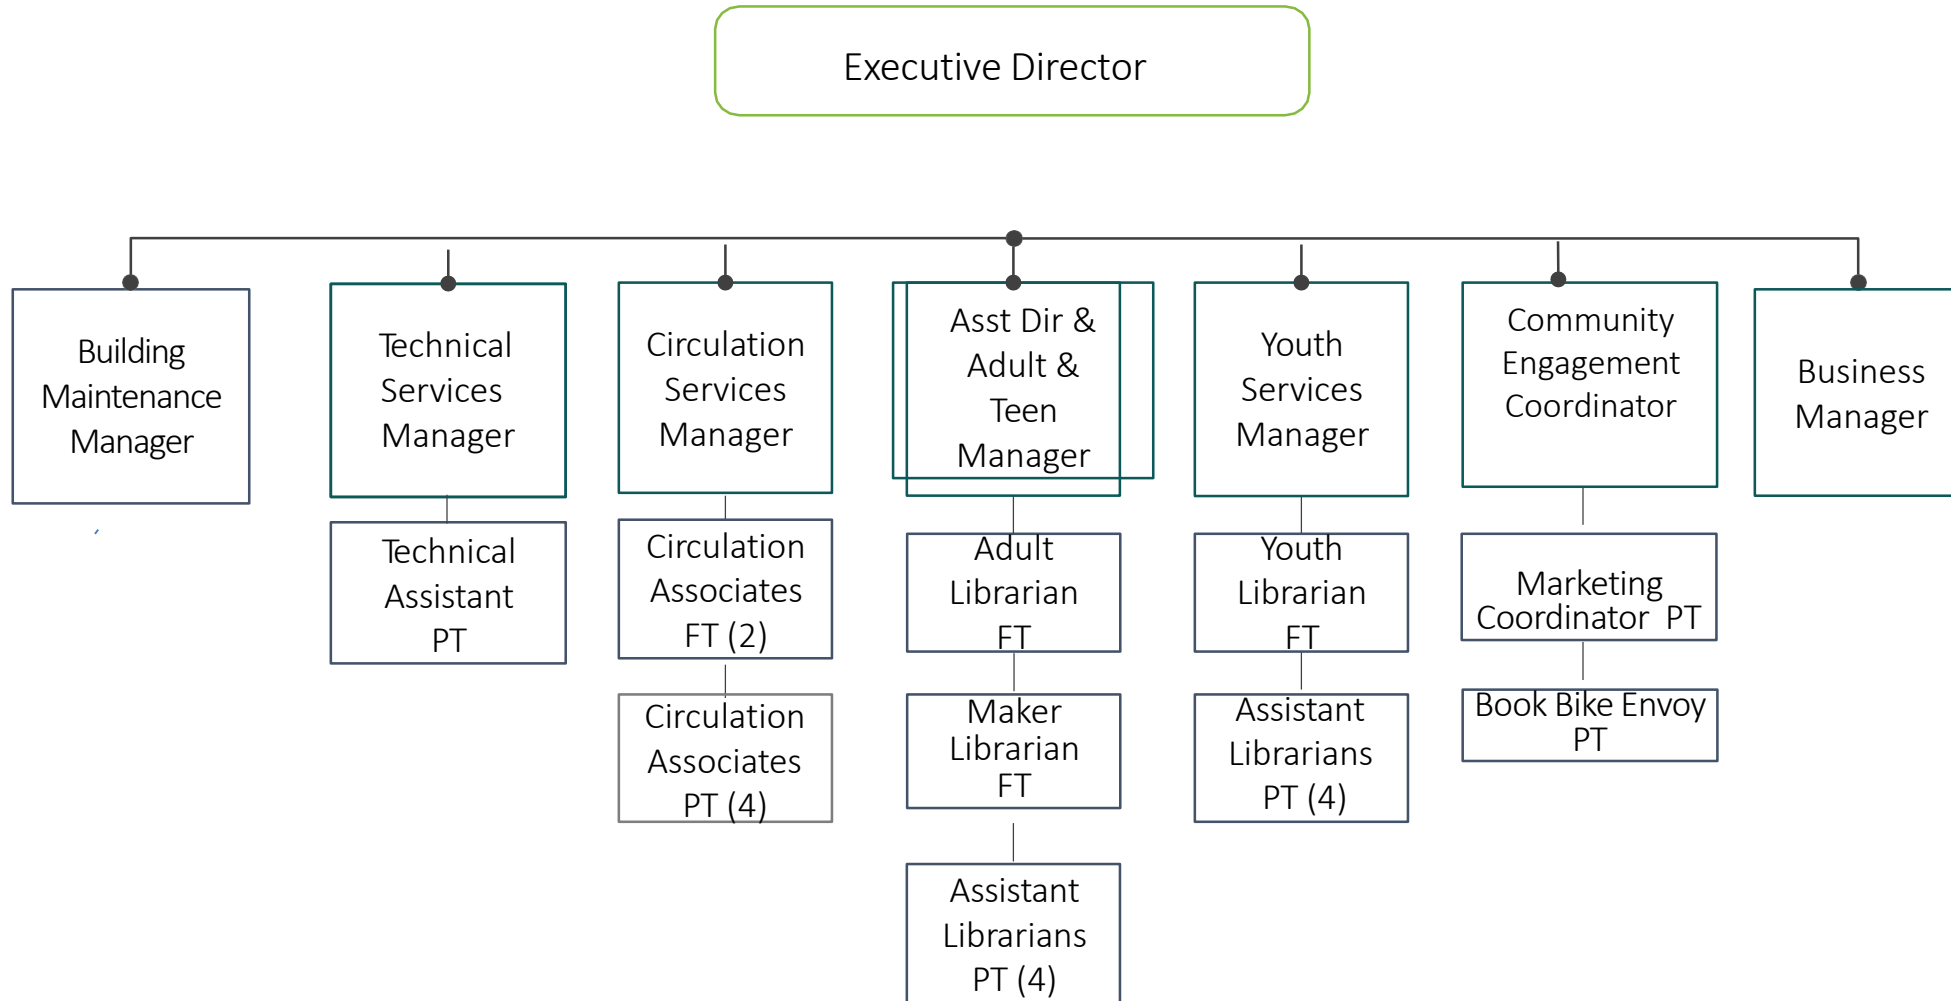 Executive Director
Building
Maintenance
Manager
Technical
Services
Manager
Circulation
Services
Manager
Asst Dir &
Adult &
Teen
Manager
Youth
Services
Manager
Community
Engagement
Coordinator
Business
Manager
Technical
Assistant
PT
Circulation
Associates
FT (2)
Adult
Librarian
FT
Youth
Librarian
FT
Marketing
Coordinator PT
Circulation
Associates
PT (4)
Maker
Librarian
FT
Assistant
Librarians
PT (4)
Book Bike Envoy
PT
Assistant
Librarians
PT (4)